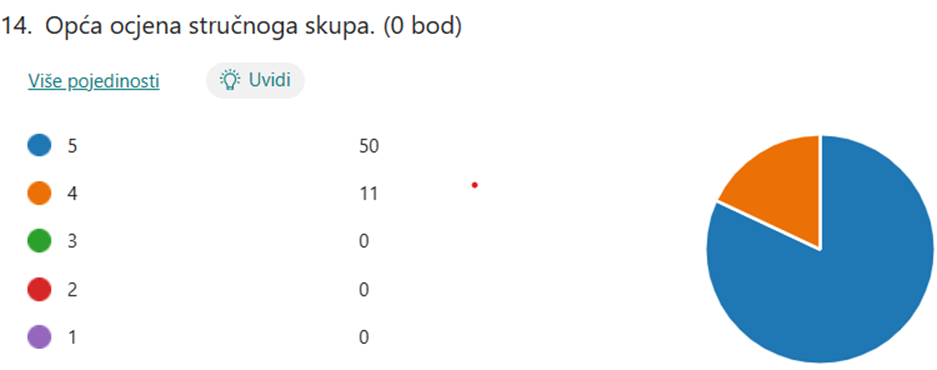 14. Opća ocjena stručnoga skupa. (0 bod)
Više pojedinosti Uvidi
5 50
4 11
3 0
2 0
1 0